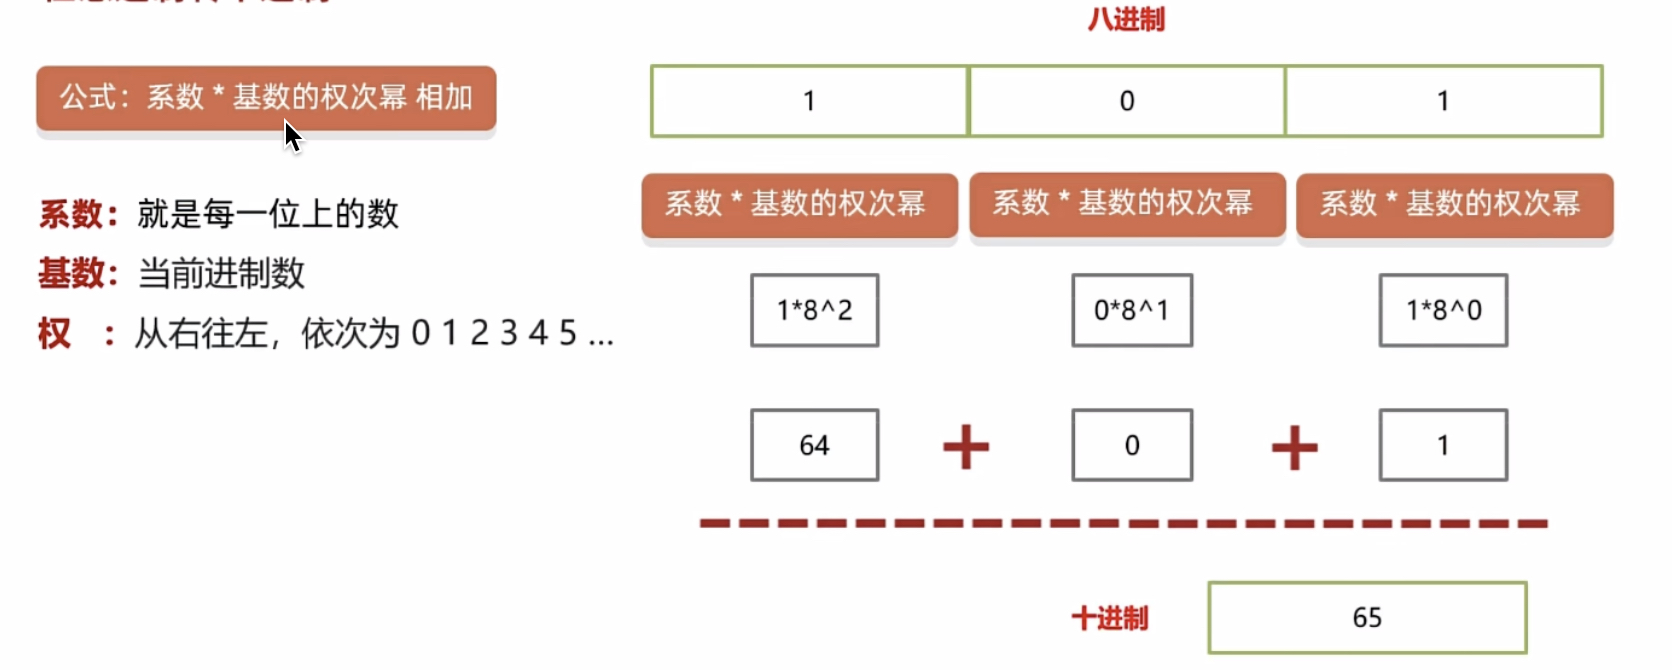 八进制
公式：系数 * 基数的权次幂 相加
1 0 1
系数 * 基数的权次幂 系数 * 基数的权次幂 系数 * 基数的权次幂
系数：就是每一位上的数
基数：当前进制数
权 ：从右往左，依次为 0 1 2 3 4 5 ...
1*8^2 0*8^1 1*8^0
64 + 0 + 1
十进制 65